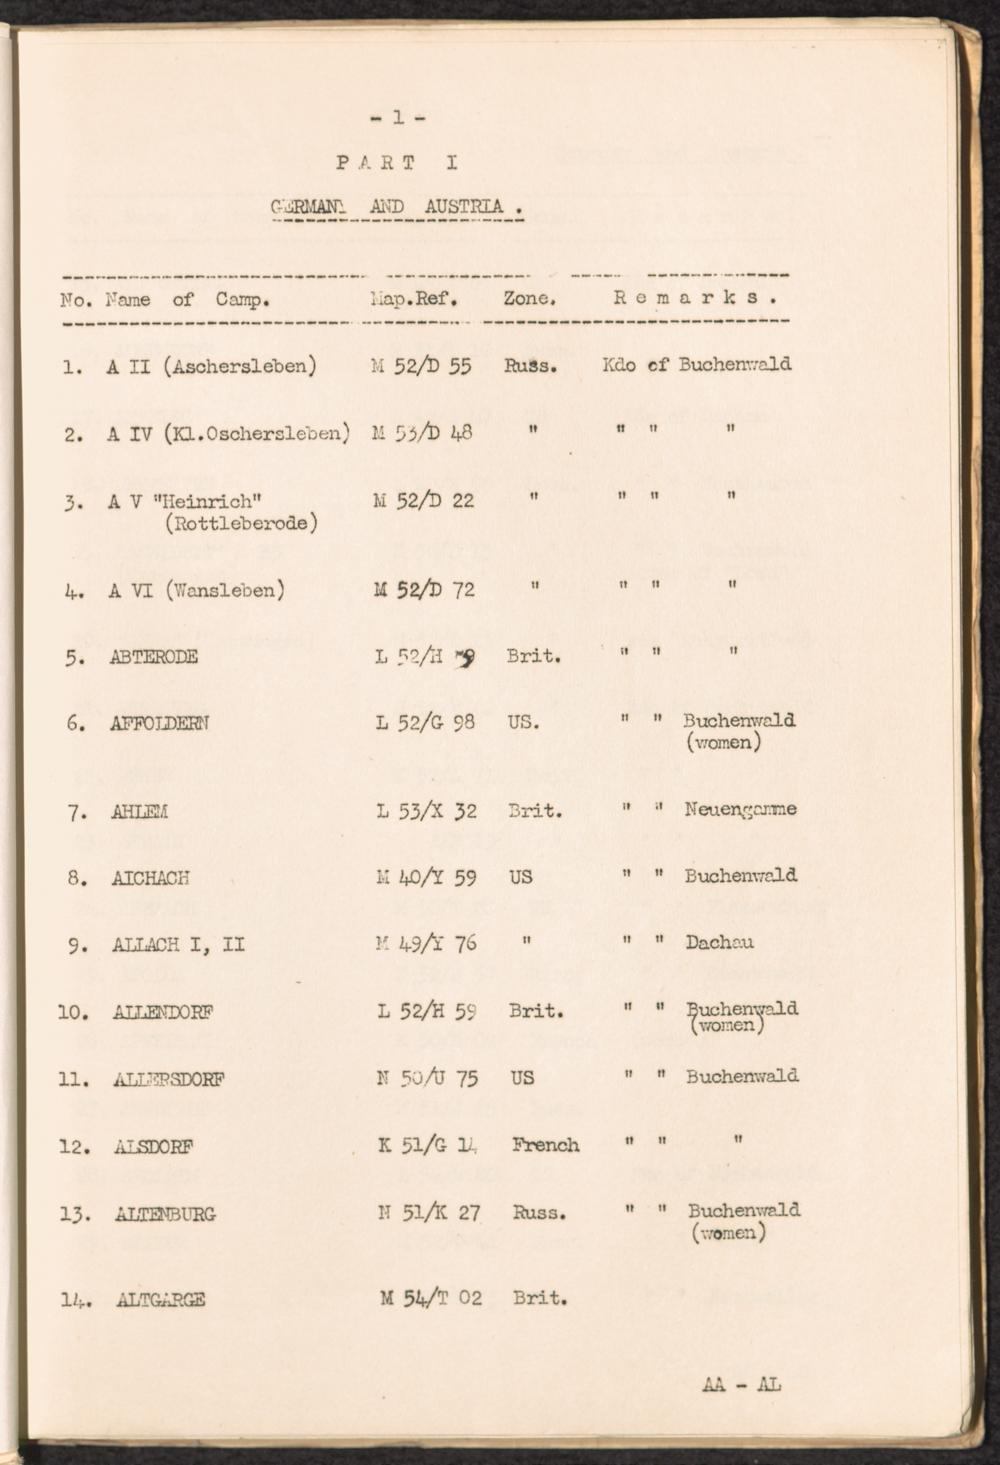 - 1 -
PART I
GERMANY AND AUSTRIA.
No. Name of Camp. Map.Ref. Zone. Remarks.
1. A II (Aschersleben) M 52/D 55 Russ. Kdo of Buchenwald
2. A IV (Kl.Oschersleben) M 53/D 48 " " " "
3. A V "Heinrich" M 52/D 22 " " " "
(Rottleberode)
4. A VI (Wansleben) M 52/D 72 " " " "
5. ABTERODE L 52/H Brit. " " "
6. AFFOLDERN L 52/G 98 US. " " Buchenwald
(women)
7. AHLEM L 53/X 32 Brit. " " Neuengamme
8. AICHACH M 40/Y 59 US " " Buchenwald
9. ALLACH I, II M 49/Y 76 " " " Dachau
10. ALLENDORF L 52/H 59 Brit. " " Buchenwald
(women)
11. ALLERSDORF N 50/U 75 US " " Buchenwald
12. ALSDORF K 51/G 14 French " " "
13. ALTENBURG N 51/K 27 Russ. " " Buchenwald
(women)
14. ALTGARGE M 54/T 02 Brit.
AA - AL